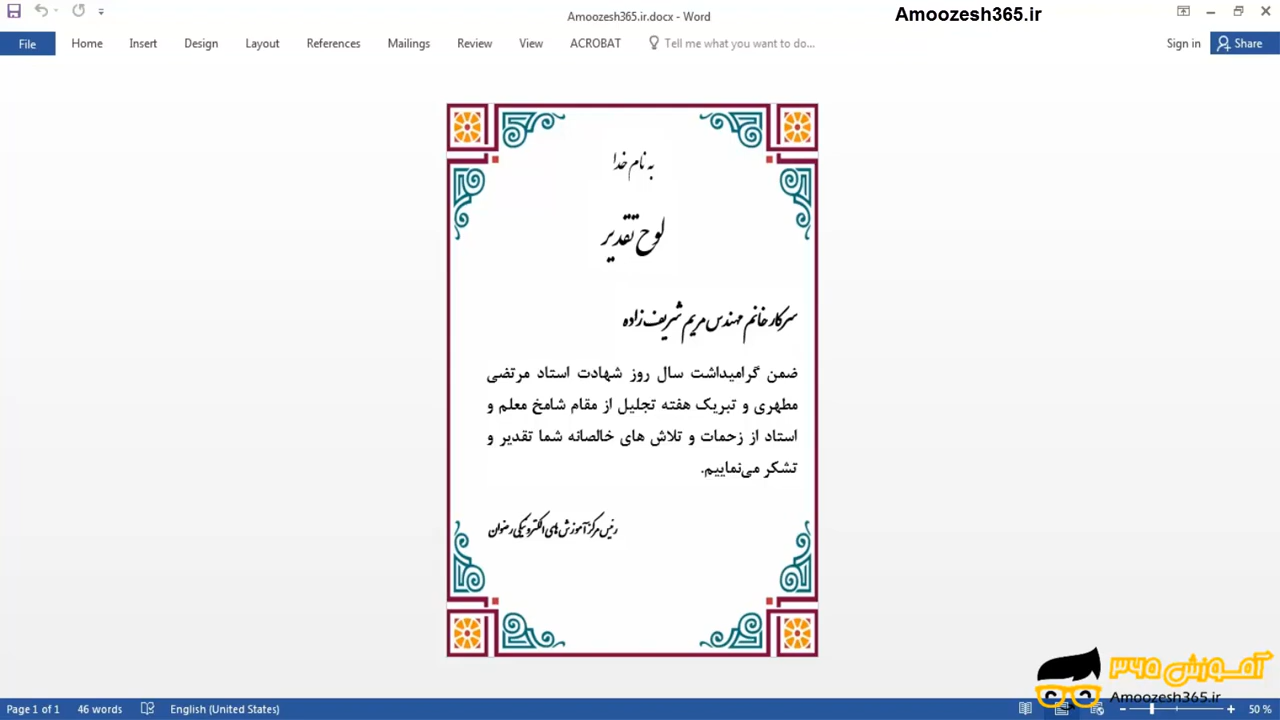 Amoozesh365.ir.docx - Word
Amoozesh365.ir
File Home Insert Design Layout References Mailings Review View ACROBAT Tell me what you want to do... Sign in Share
به نام خدا
لوح تقدیر
سرکار خانم مهندس مریم شریف‌زاده
ضمن گرامیداشت سال روز شهادت استاد مرتضی
مطهری و تبریک هفته تجلیل از مقام شامخ معلم و
استاد از زحمات و تلاش های خالصانه شما تقدیر و
تشکر می‌نماییم.
رئیس مرکز آموزش های الکترونیکی رضوان
آموزش ۳۶۵
Amoozesh365.ir
Page 1 of 1 46 words English (United States) 50 %